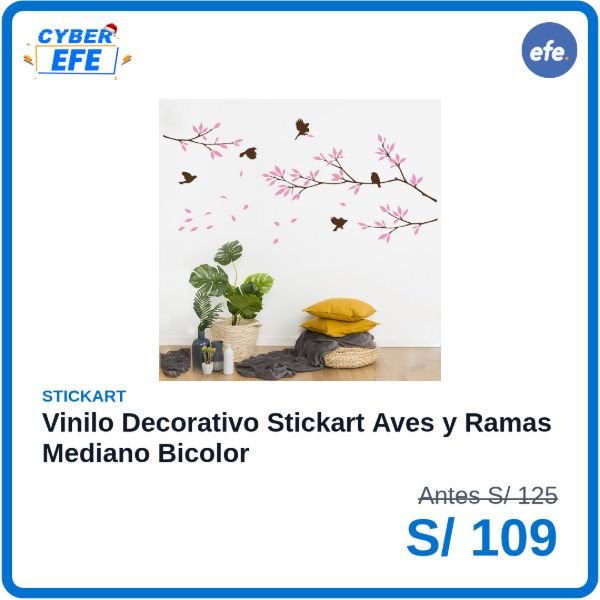 CYBER
EFE
efe.
STICKART
Vinilo Decorativo Stickart Aves y Ramas
Mediano Bicolor
Antes S/ 125
S/ 109